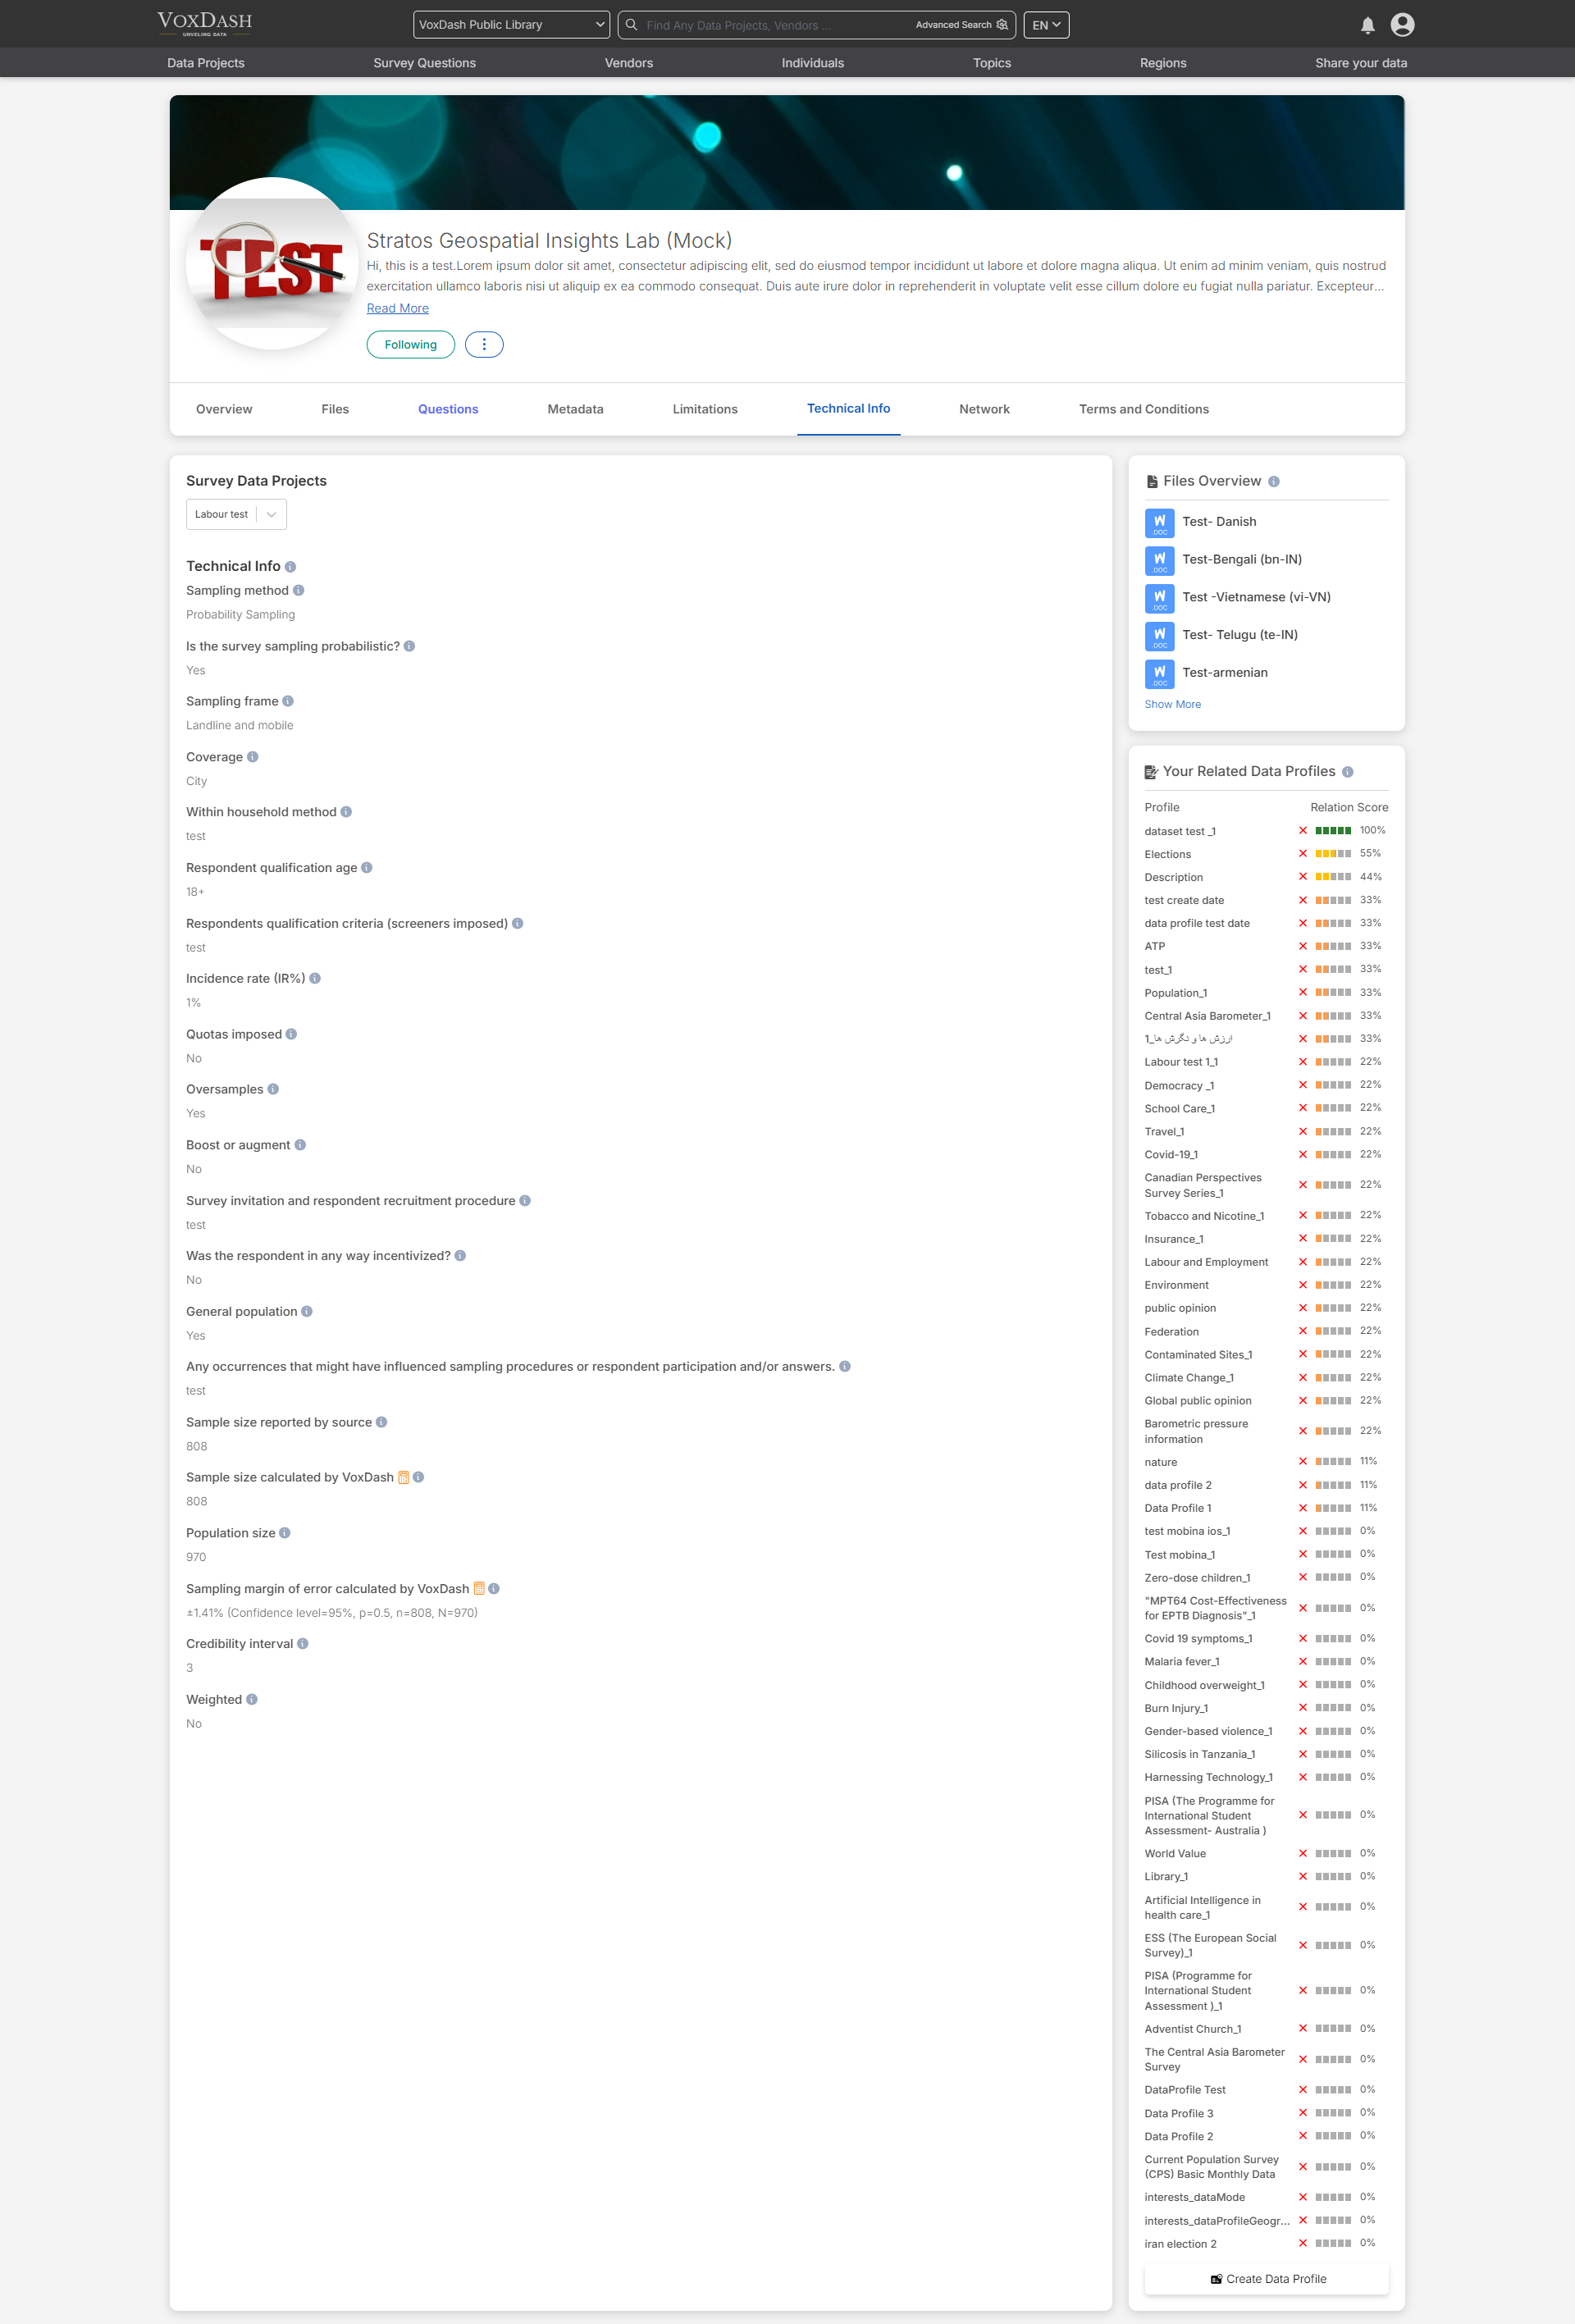 VOXDASH
UNVELING DATA
VoxDash Public Library
Find Any Data Projects, Vendors ...
Advanced Search
EN
Data Projects
Survey Questions
Vendors
Individuals
Topics
Regions
Share your data
TEST
Stratos Geospatial Insights Lab (Mock)
Hi, this is a test.Lorem ipsum dolor sit amet, consectetur adipiscing elit, sed do eiusmod tempor incididunt ut labore et dolore magna aliqua. Ut enim ad minim veniam, quis nostrud
exercitation ullamco laboris nisi ut aliquip ex ea commodo consequat. Duis aute irure dolor in reprehenderit in voluptate velit esse cillum dolore eu fugiat nulla pariatur. Excepteur...
Read More
Following
Overview
Files
Questions
Metadata
Limitations
Technical Info
Network
Terms and Conditions
Survey Data Projects
Labour test
Technical Info
Sampling method
Probability Sampling
Is the survey sampling probabilistic?
Yes
Sampling frame
Landline and mobile
Coverage
City
Within household method
test
Respondent qualification age
18+
Respondents qualification criteria (screeners imposed)
test
Incidence rate (IR%)
1%
Quotas imposed
No
Oversamples
Yes
Boost or augment
No
Survey invitation and respondent recruitment procedure
test
Was the respondent in any way incentivized?
No
General population
Yes
Any occurrences that might have influenced sampling procedures or respondent participation and/or answers.
test
Sample size reported by source
808
Sample size calculated by VoxDash
808
Population size
970
Sampling margin of error calculated by VoxDash
±1.41% (Confidence level=95%, p=0.5, n=808, N=970)
Credibility interval
3
Weighted
No
Files Overview
W .DOC Test- Danish
W .DOC Test-Bengali (bn-IN)
W .DOC Test -Vietnamese (vi-VN)
W .DOC Test- Telugu (te-IN)
W .DOC Test-armenian
Show More
Your Related Data Profiles
Profile Relation Score
dataset test _1 100%
Elections 55%
Description 44%
test create date 33%
data profile test date 33%
ATP 33%
test_1 33%
Population_1 33%
Central Asia Barometer_1 33%
ارزش ها و نگرش ها_1 33%
Labour test 1_1 22%
Democracy _1 22%
School Care_1 22%
Travel_1 22%
Covid-19_1 22%
Canadian Perspectives
Survey Series_1 22%
Tobacco and Nicotine_1 22%
Insurance_1 22%
Labour and Employment 22%
Environment 22%
public opinion 22%
Federation 22%
Contaminated Sites_1 22%
Climate Change_1 22%
Global public opinion 22%
Barometric pressure
information 22%
nature 11%
data profile 2 11%
Data Profile 1 11%
test mobina ios_1 0%
Test mobina_1 0%
Zero-dose children_1 0%
"MPT64 Cost-Effectiveness
for EPTB Diagnosis"_1 0%
Covid 19 symptoms_1 0%
Malaria fever_1 0%
Childhood overweight_1 0%
Burn Injury_1 0%
Gender-based violence_1 0%
Silicosis in Tanzania_1 0%
Harnessing Technology_1 0%
PISA (The Programme for
International Student 0%
Assessment- Australia )
World Value 0%
Library_1 0%
Artificial Intelligence in
health care_1 0%
ESS (The European Social
Survey)_1 0%
PISA (Programme for
International Student 0%
Assessment )_1
Adventist Church_1 0%
The Central Asia Barometer
Survey 0%
DataProfile Test 0%
Data Profile 3 0%
Data Profile 2 0%
Current Population Survey
(CPS) Basic Monthly Data 0%
interests_dataMode 0%
interests_dataProfileGeogr... 0%
iran election 2 0%
Create Data Profile